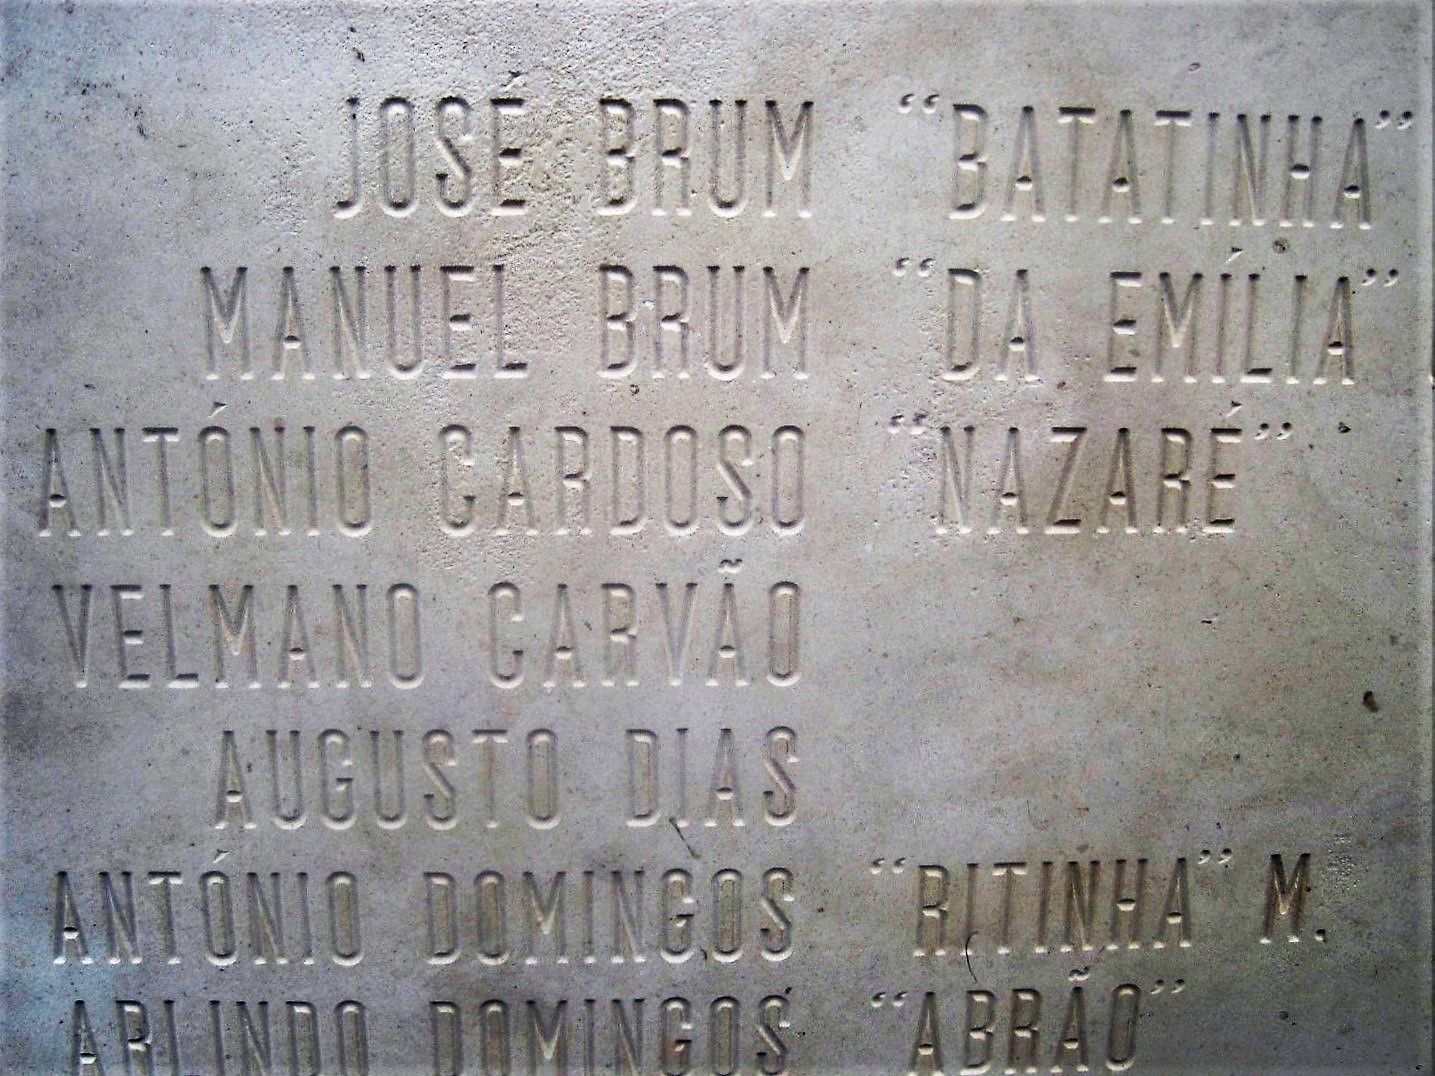 JOSÉ BRUM “BATATINHA”
MANUEL BRUM “DA EMÍLIA”
ANTÓNIO CARDOSO “NAZARÉ”
VELMANO CARVÃO
AUGUSTO DIAS
ANTÓNIO DOMINGOS “RITINHA” M.
ARLINDO DOMINGOS “ABRÃO”